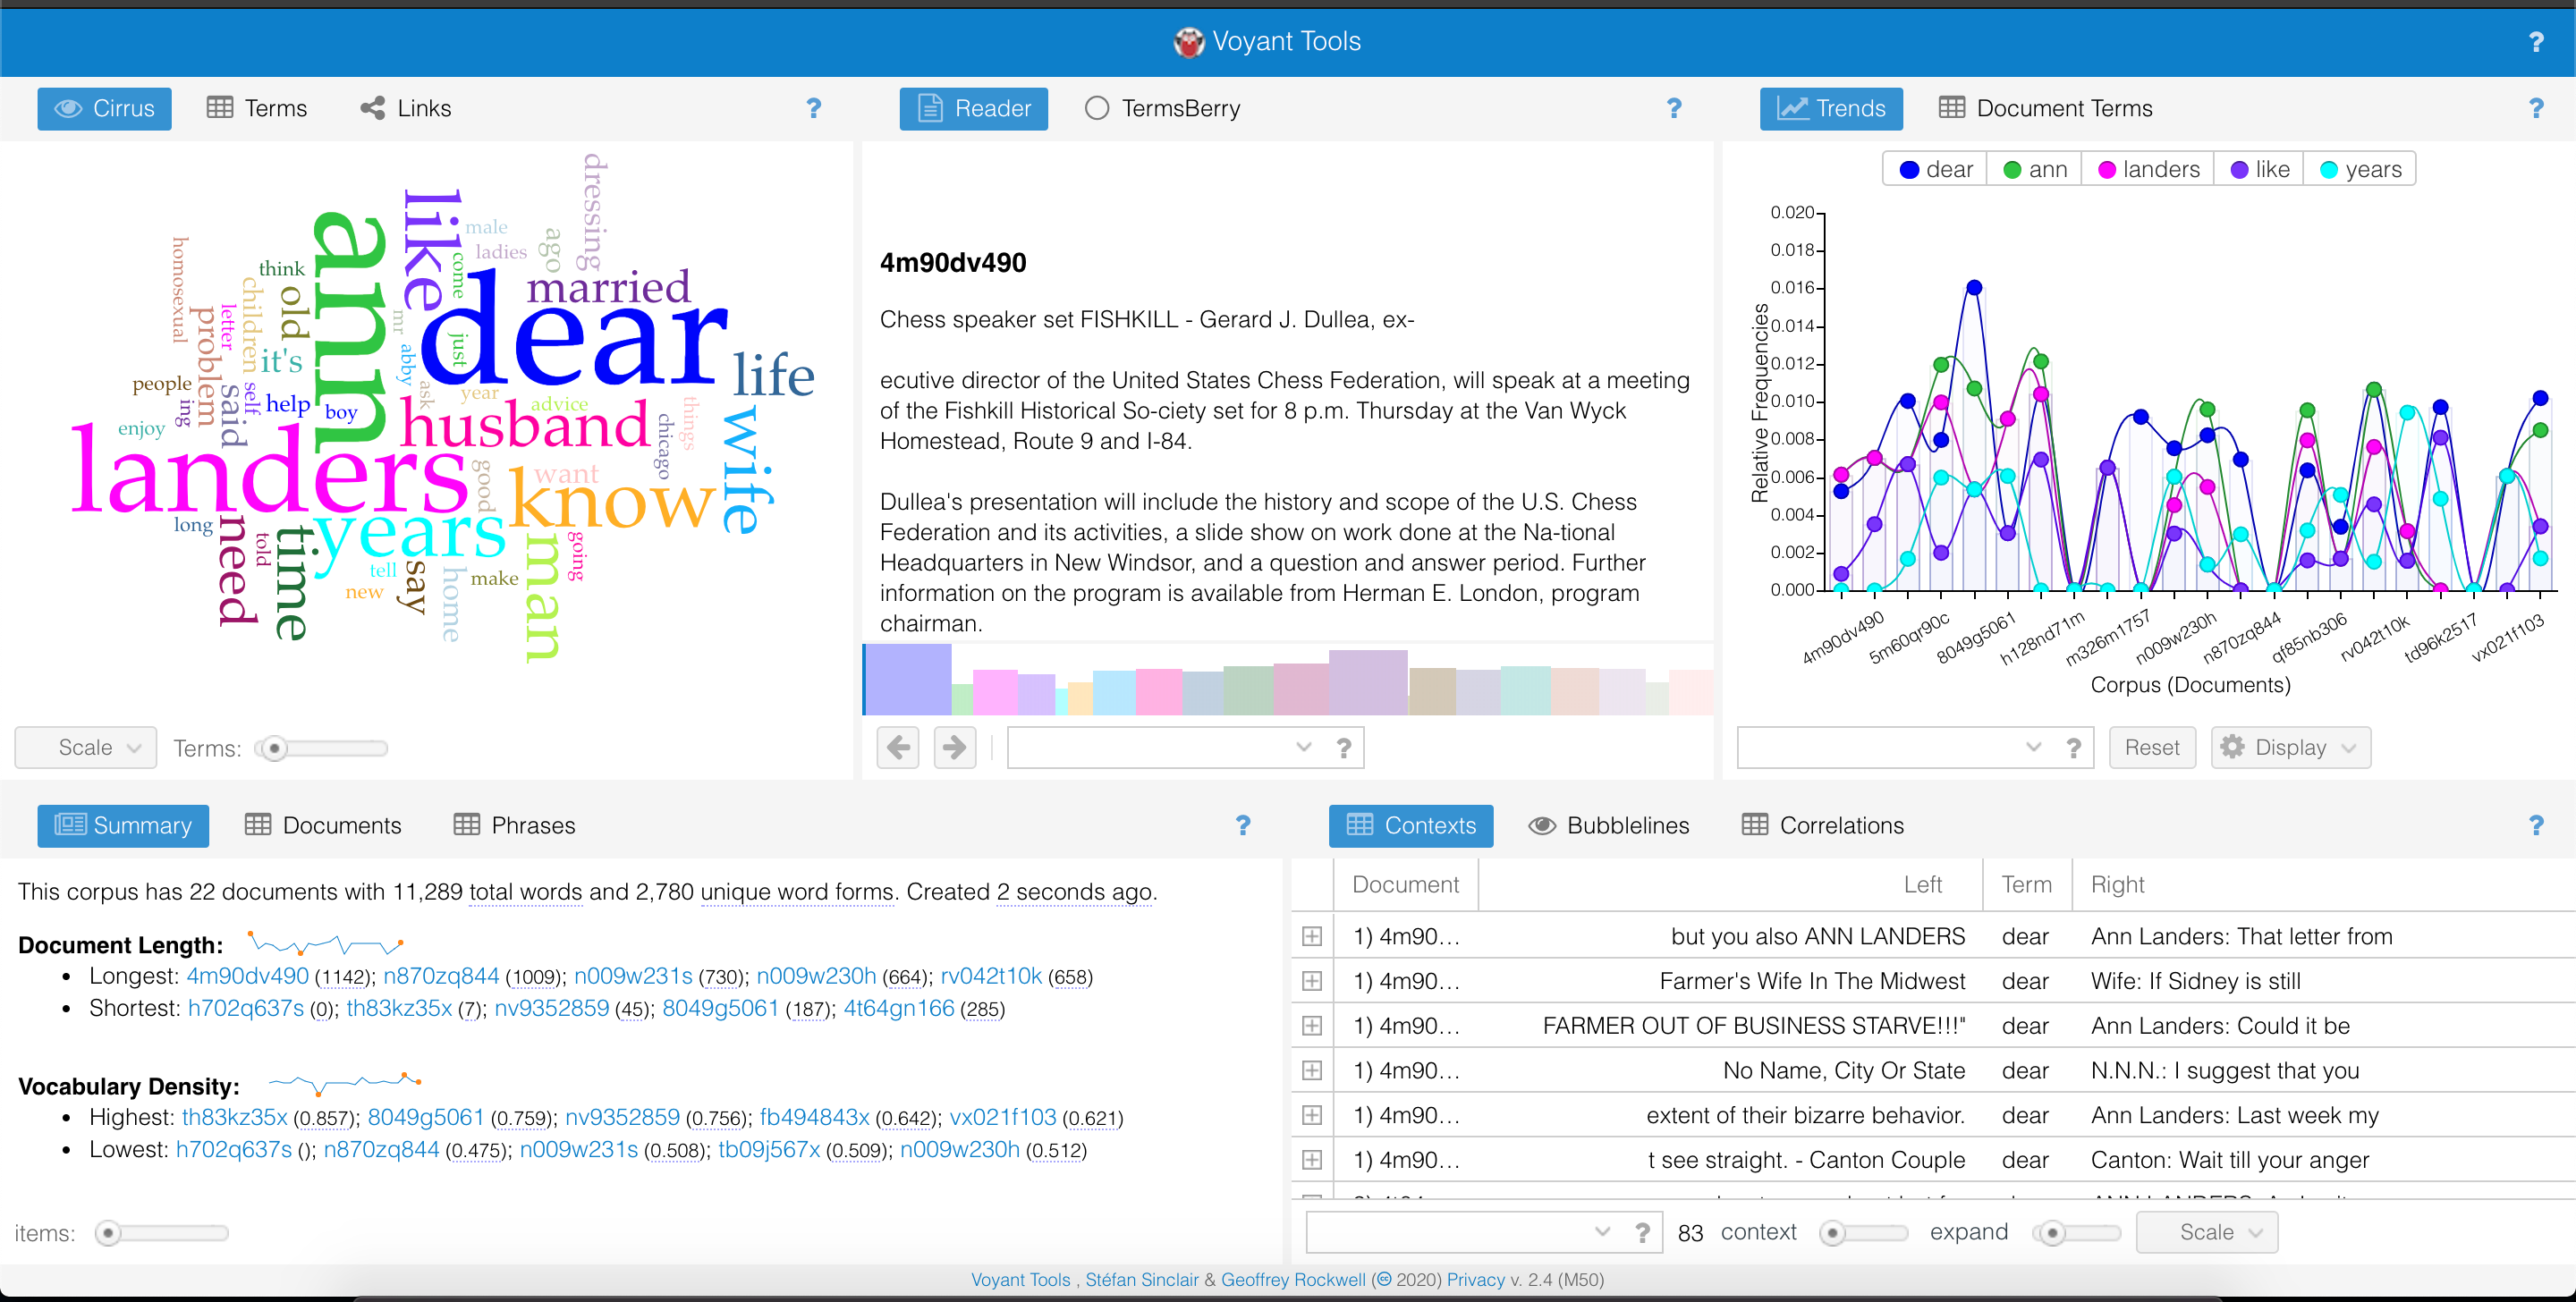 Voyant Tools
?
Cirrus Terms Links ?
Reader TermsBerry ?
Trends Document Terms ?
dressing
like
male
ladies
ago
homosexual
think
ann
come
children
old
dear
married
letter
problem
mr
just
it's
abby
life
people
ing
said
self
help
boy
ask
year
advice
things
enjoy
husband
chicago
wife
landers
good
want
know
long
need
told
time
years
man
going
tell
say
home
make
new
Scale Terms:
4m90dv490
Chess speaker set FISHKILL - Gerard J. Dullea, ex-
ecutive director of the United States Chess Federation, will speak at a meeting
of the Fishkill Historical So-ciety set for 8 p.m. Thursday at the Van Wyck
Homestead, Route 9 and I-84.
Dullea's presentation will include the history and scope of the U.S. Chess
Federation and its activities, a slide show on work done at the Na-tional
Headquarters in New Windsor, and a question and answer period. Further
information on the program is available from Herman E. London, program
chairman.
?
dear ann landers like years
Relative Frequencies
0.020
0.018
0.016
0.014
0.012
0.010
0.008
0.006
0.004
0.002
0.000
4m90dv490 5m60qr90c 8049g5061 h128nd71m m326m1757 n009w230h n870zq844 qf85nb306 rv042t10k td96k2517 vx021f103
Corpus (Documents)
? Reset Display
Summary Documents Phrases ?
This corpus has 22 documents with 11,289 total words and 2,780 unique word forms. Created 2 seconds ago.
Document Length:
• Longest: 4m90dv490 (1142); n870zq844 (1009); n009w231s (730); n009w230h (664); rv042t10k (658)
• Shortest: h702q637s (0); th83kz35x (7); nv9352859 (45); 8049g5061 (187); 4t64gn166 (285)
Vocabulary Density:
• Highest: th83kz35x (0.857); 8049g5061 (0.759); nv9352859 (0.756); fb494843x (0.642); vx021f103 (0.621)
• Lowest: h702q637s (); n870zq844 (0.475); n009w231s (0.508); tb09j567x (0.509); n009w230h (0.512)
items:
Contexts Bubblelines Correlations ?
Document Left Term Right
1) 4m90... but you also ANN LANDERS dear Ann Landers: That letter from
1) 4m90... Farmer's Wife In The Midwest dear Wife: If Sidney is still
1) 4m90... FARMER OUT OF BUSINESS STARVE!!!" dear Ann Landers: Could it be
1) 4m90... No Name, City Or State dear N.N.N.: I suggest that you
1) 4m90... extent of their bizarre behavior. dear Ann Landers: Last week my
1) 4m90... t see straight. - Canton Couple dear Canton: Wait till your anger
? 83 context expand Scale
Voyant Tools , Stéfan Sinclair & Geoffrey Rockwell (🅭 2020) Privacy v. 2.4 (M50)